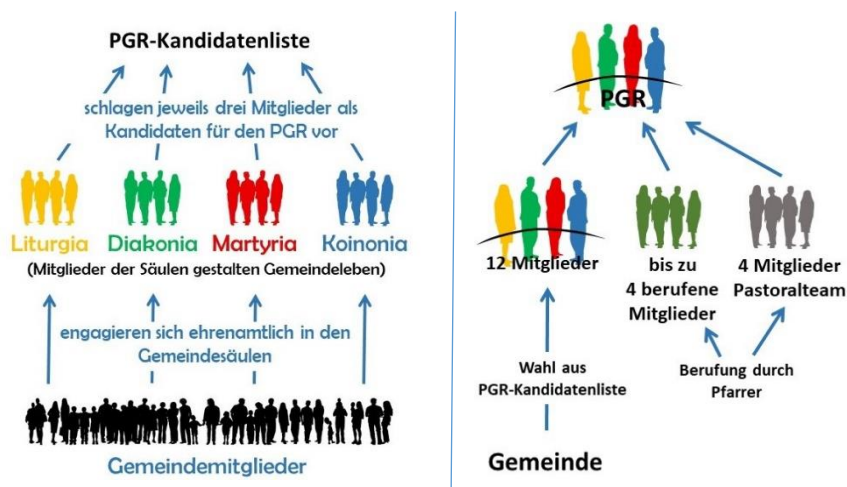 PGR-Kandidatenliste
schlagen jeweils drei Mitglieder als
Kandidaten für den PGR vor
Liturgia Diakonia Martyria Koinonia
(Mitglieder der Säulen gestalten Gemeindeleben)
engagieren sich ehrenamtlich in den
Gemeindesäulen
Gemeindemitglieder
PGR
12 Mitglieder
bis zu
4 berufene
Mitglieder
4 Mitglieder
Pastoralteam
Wahl aus
PGR-Kandidatenliste
Berufung durch
Pfarrer
Gemeinde